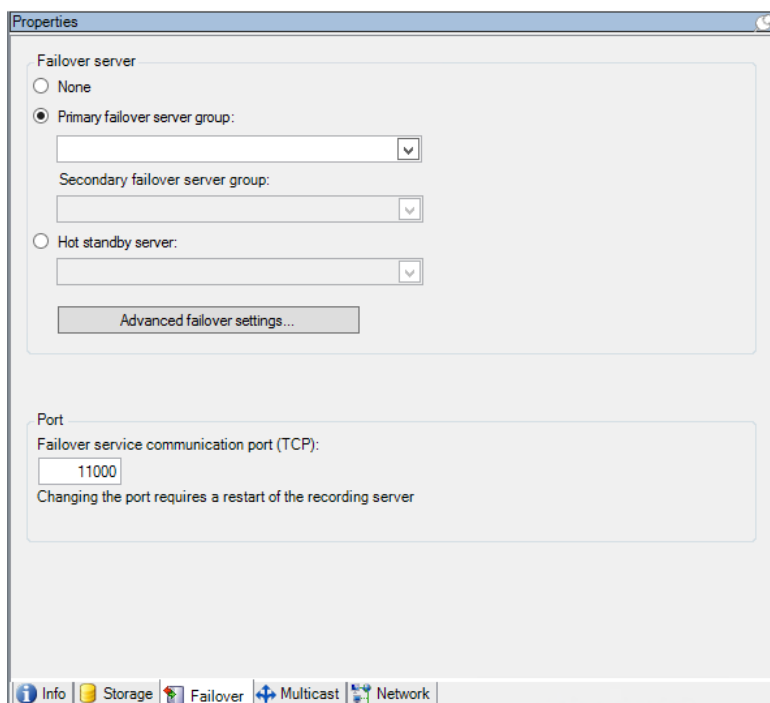 Properties
Failover server
None
Primary failover server group:
Secondary failover server group:
Hot standby server:
Advanced failover settings...
Port
Failover service communication port (TCP):
11000
Changing the port requires a restart of the recording server
Info Storage Failover Multicast Network